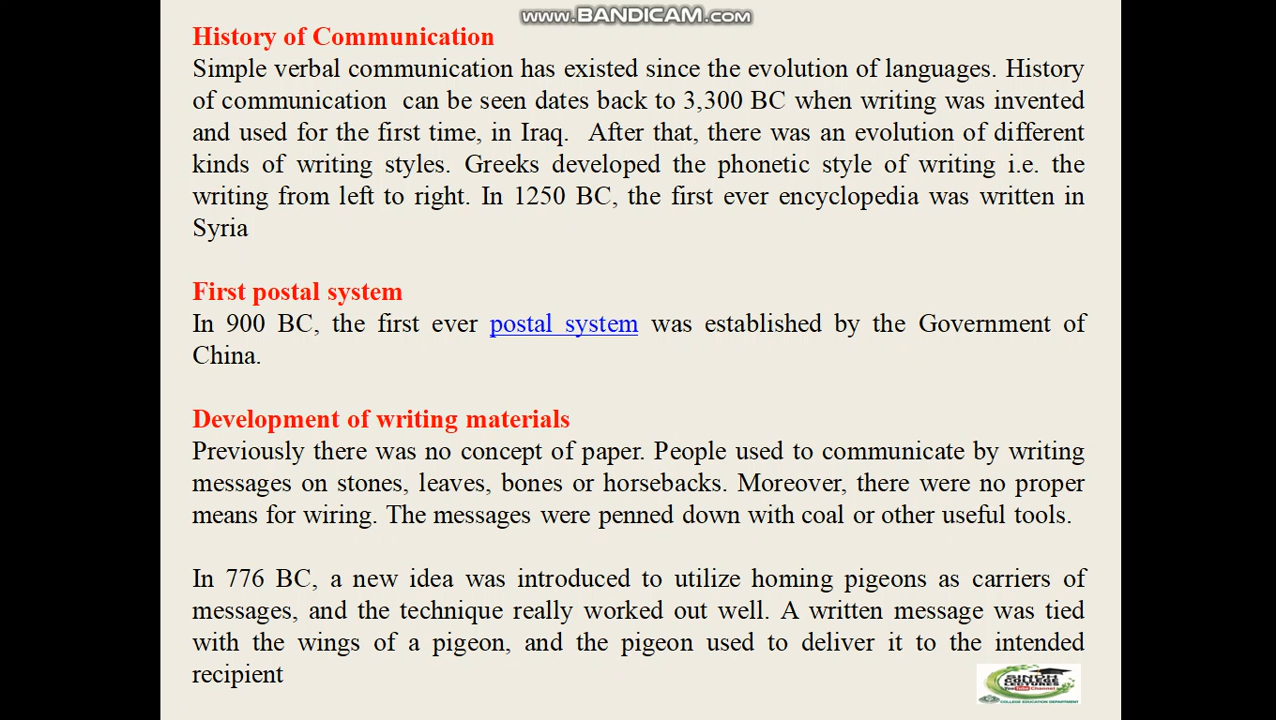 www.BANDICAM.com
History of Communication
Simple verbal communication has existed since the evolution of languages. History
of communication can be seen dates back to 3,300 BC when writing was invented
and used for the first time, in Iraq. After that, there was an evolution of different
kinds of writing styles. Greeks developed the phonetic style of writing i.e. the
writing from left to right. In 1250 BC, the first ever encyclopedia was written in
Syria
First postal system
In 900 BC, the first ever postal system was established by the Government of
China.
Development of writing materials
Previously there was no concept of paper. People used to communicate by writing
messages on stones, leaves, bones or horsebacks. Moreover, there were no proper
means for wiring. The messages were penned down with coal or other useful tools.
In 776 BC, a new idea was introduced to utilize homing pigeons as carriers of
messages, and the technique really worked out well. A written message was tied
with the wings of a pigeon, and the pigeon used to deliver it to the intended
recipient
SINDH
COLLEGE
LECTURES
YouTube Channel
COLLEGE EDUCATION DEPARTMENT